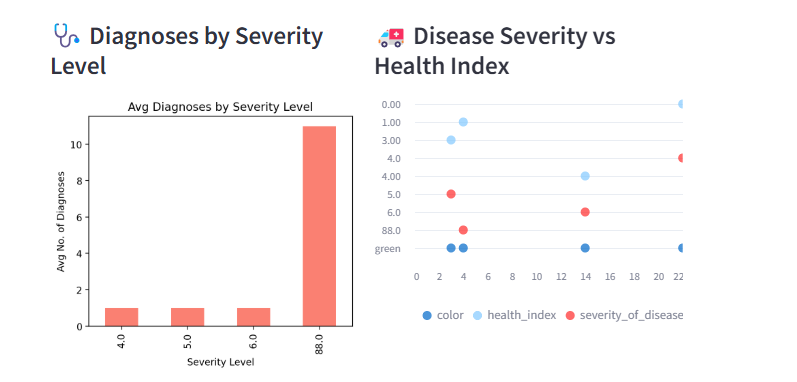 Diagnoses by Severity
Level
Avg Diagnoses by Severity Level
Avg No. of Diagnoses
10
8
6
4
2
0
4.0
5.0
6.0
88.0
Severity Level
Disease Severity vs
Health Index
0.00
1.00
3.00
4.0
4.00
5.0
6.0
88.0
green
0 2 4 6 8 10 12 14 16 18 20 22
color health_index severity_of_disease